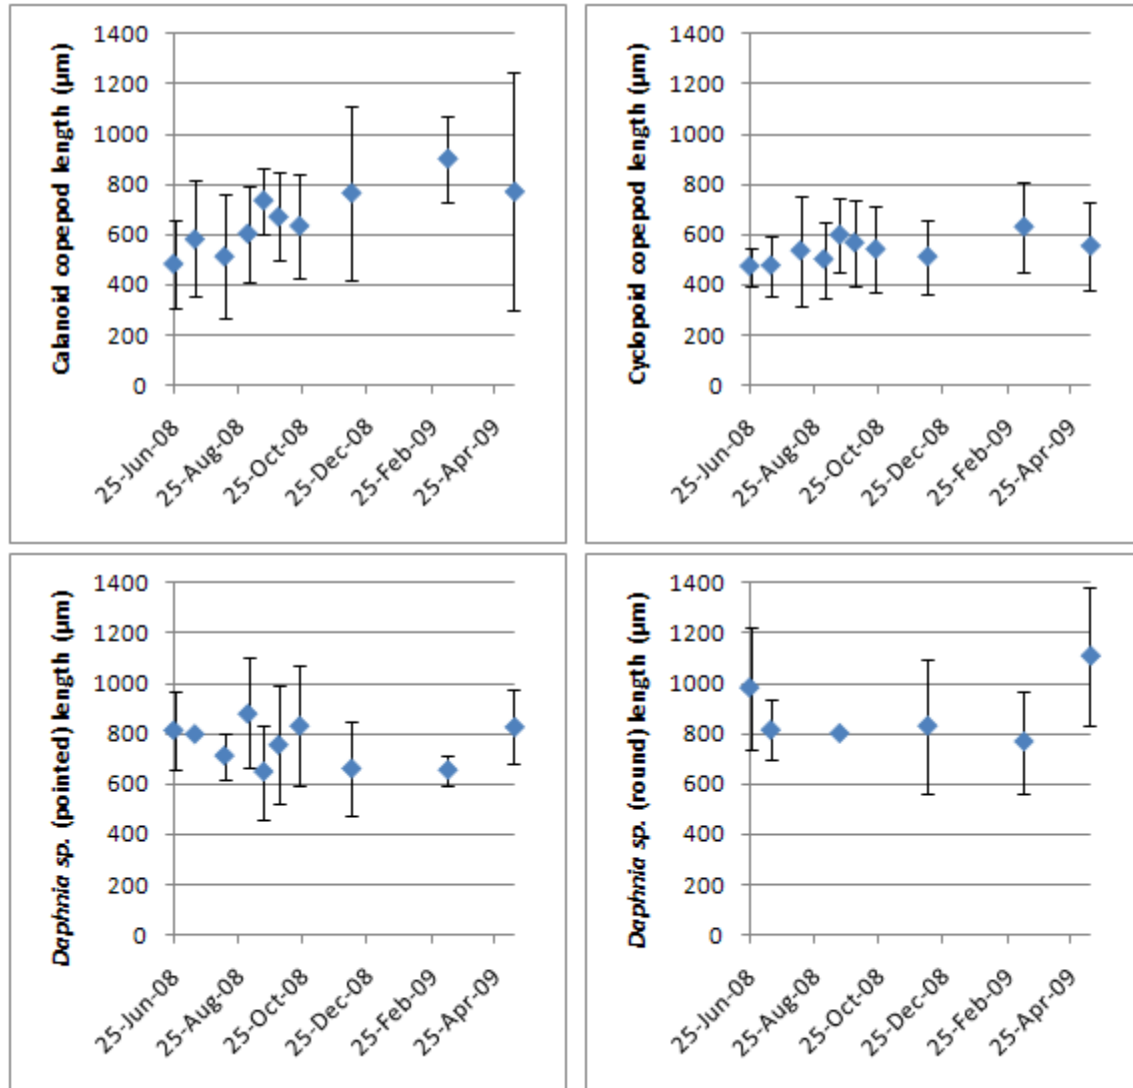 Calanoid copepod length (µm)
1400
1200
1000
800
600
400
200
0
25-Jun-08
25-Aug-08
25-Oct-08
25-Dec-08
25-Feb-09
25-Apr-09
Cyclopoid copepod length (µm)
1400
1200
1000
800
600
400
200
0
25-Jun-08
25-Aug-08
25-Oct-08
25-Dec-08
25-Feb-09
25-Apr-09
Daphnia sp. (pointed) length (µm)
1400
1200
1000
800
600
400
200
0
25-Jun-08
25-Aug-08
25-Oct-08
25-Dec-08
25-Feb-09
25-Apr-09
Daphnia sp. (round) length (µm)
1400
1200
1000
800
600
400
200
0
25-Jun-08
25-Aug-08
25-Oct-08
25-Dec-08
25-Feb-09
25-Apr-09